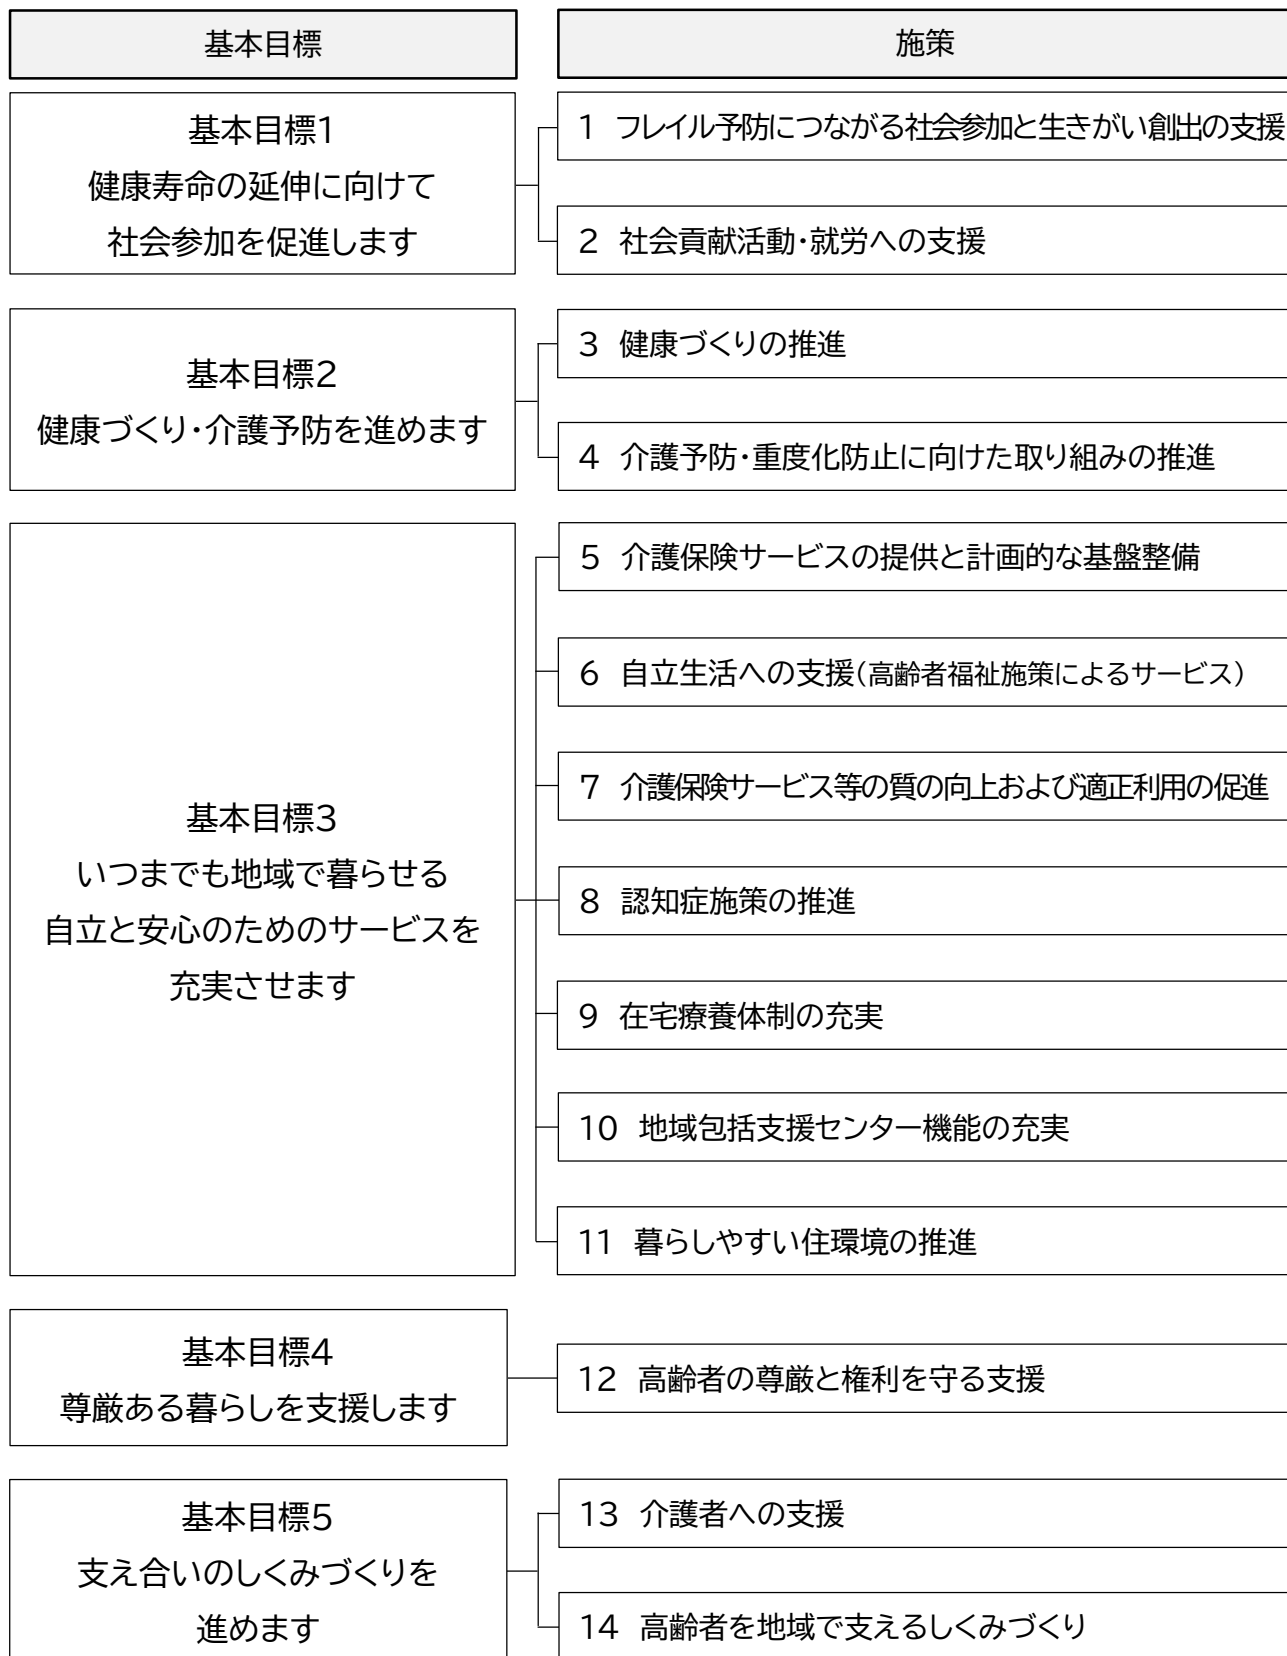 基本目標
施策
基本目標1
健康寿命の延伸に向けて
社会参加を促進します
1 フレイル予防につながる社会参加と生きがい創出の支援
2 社会貢献活動・就労への支援
基本目標2
健康づくり・介護予防を進めます
3 健康づくりの推進
4 介護予防・重度化防止に向けた取り組みの推進
基本目標3
いつまでも地域で暮らせる
自立と安心のためのサービスを
充実させます
5 介護保険サービスの提供と計画的な基盤整備
6 自立生活への支援(高齢者福祉施策によるサービス)
7 介護保険サービス等の質の向上および適正利用の促進
8 認知症施策の推進
9 在宅療養体制の充実
10 地域包括支援センター機能の充実
11 暮らしやすい住環境の推進
基本目標4
尊厳ある暮らしを支援します
12 高齢者の尊厳と権利を守る支援
基本目標5
支え合いのしくみづくりを
進めます
13 介護者への支援
14 高齢者を地域で支えるしくみづくり